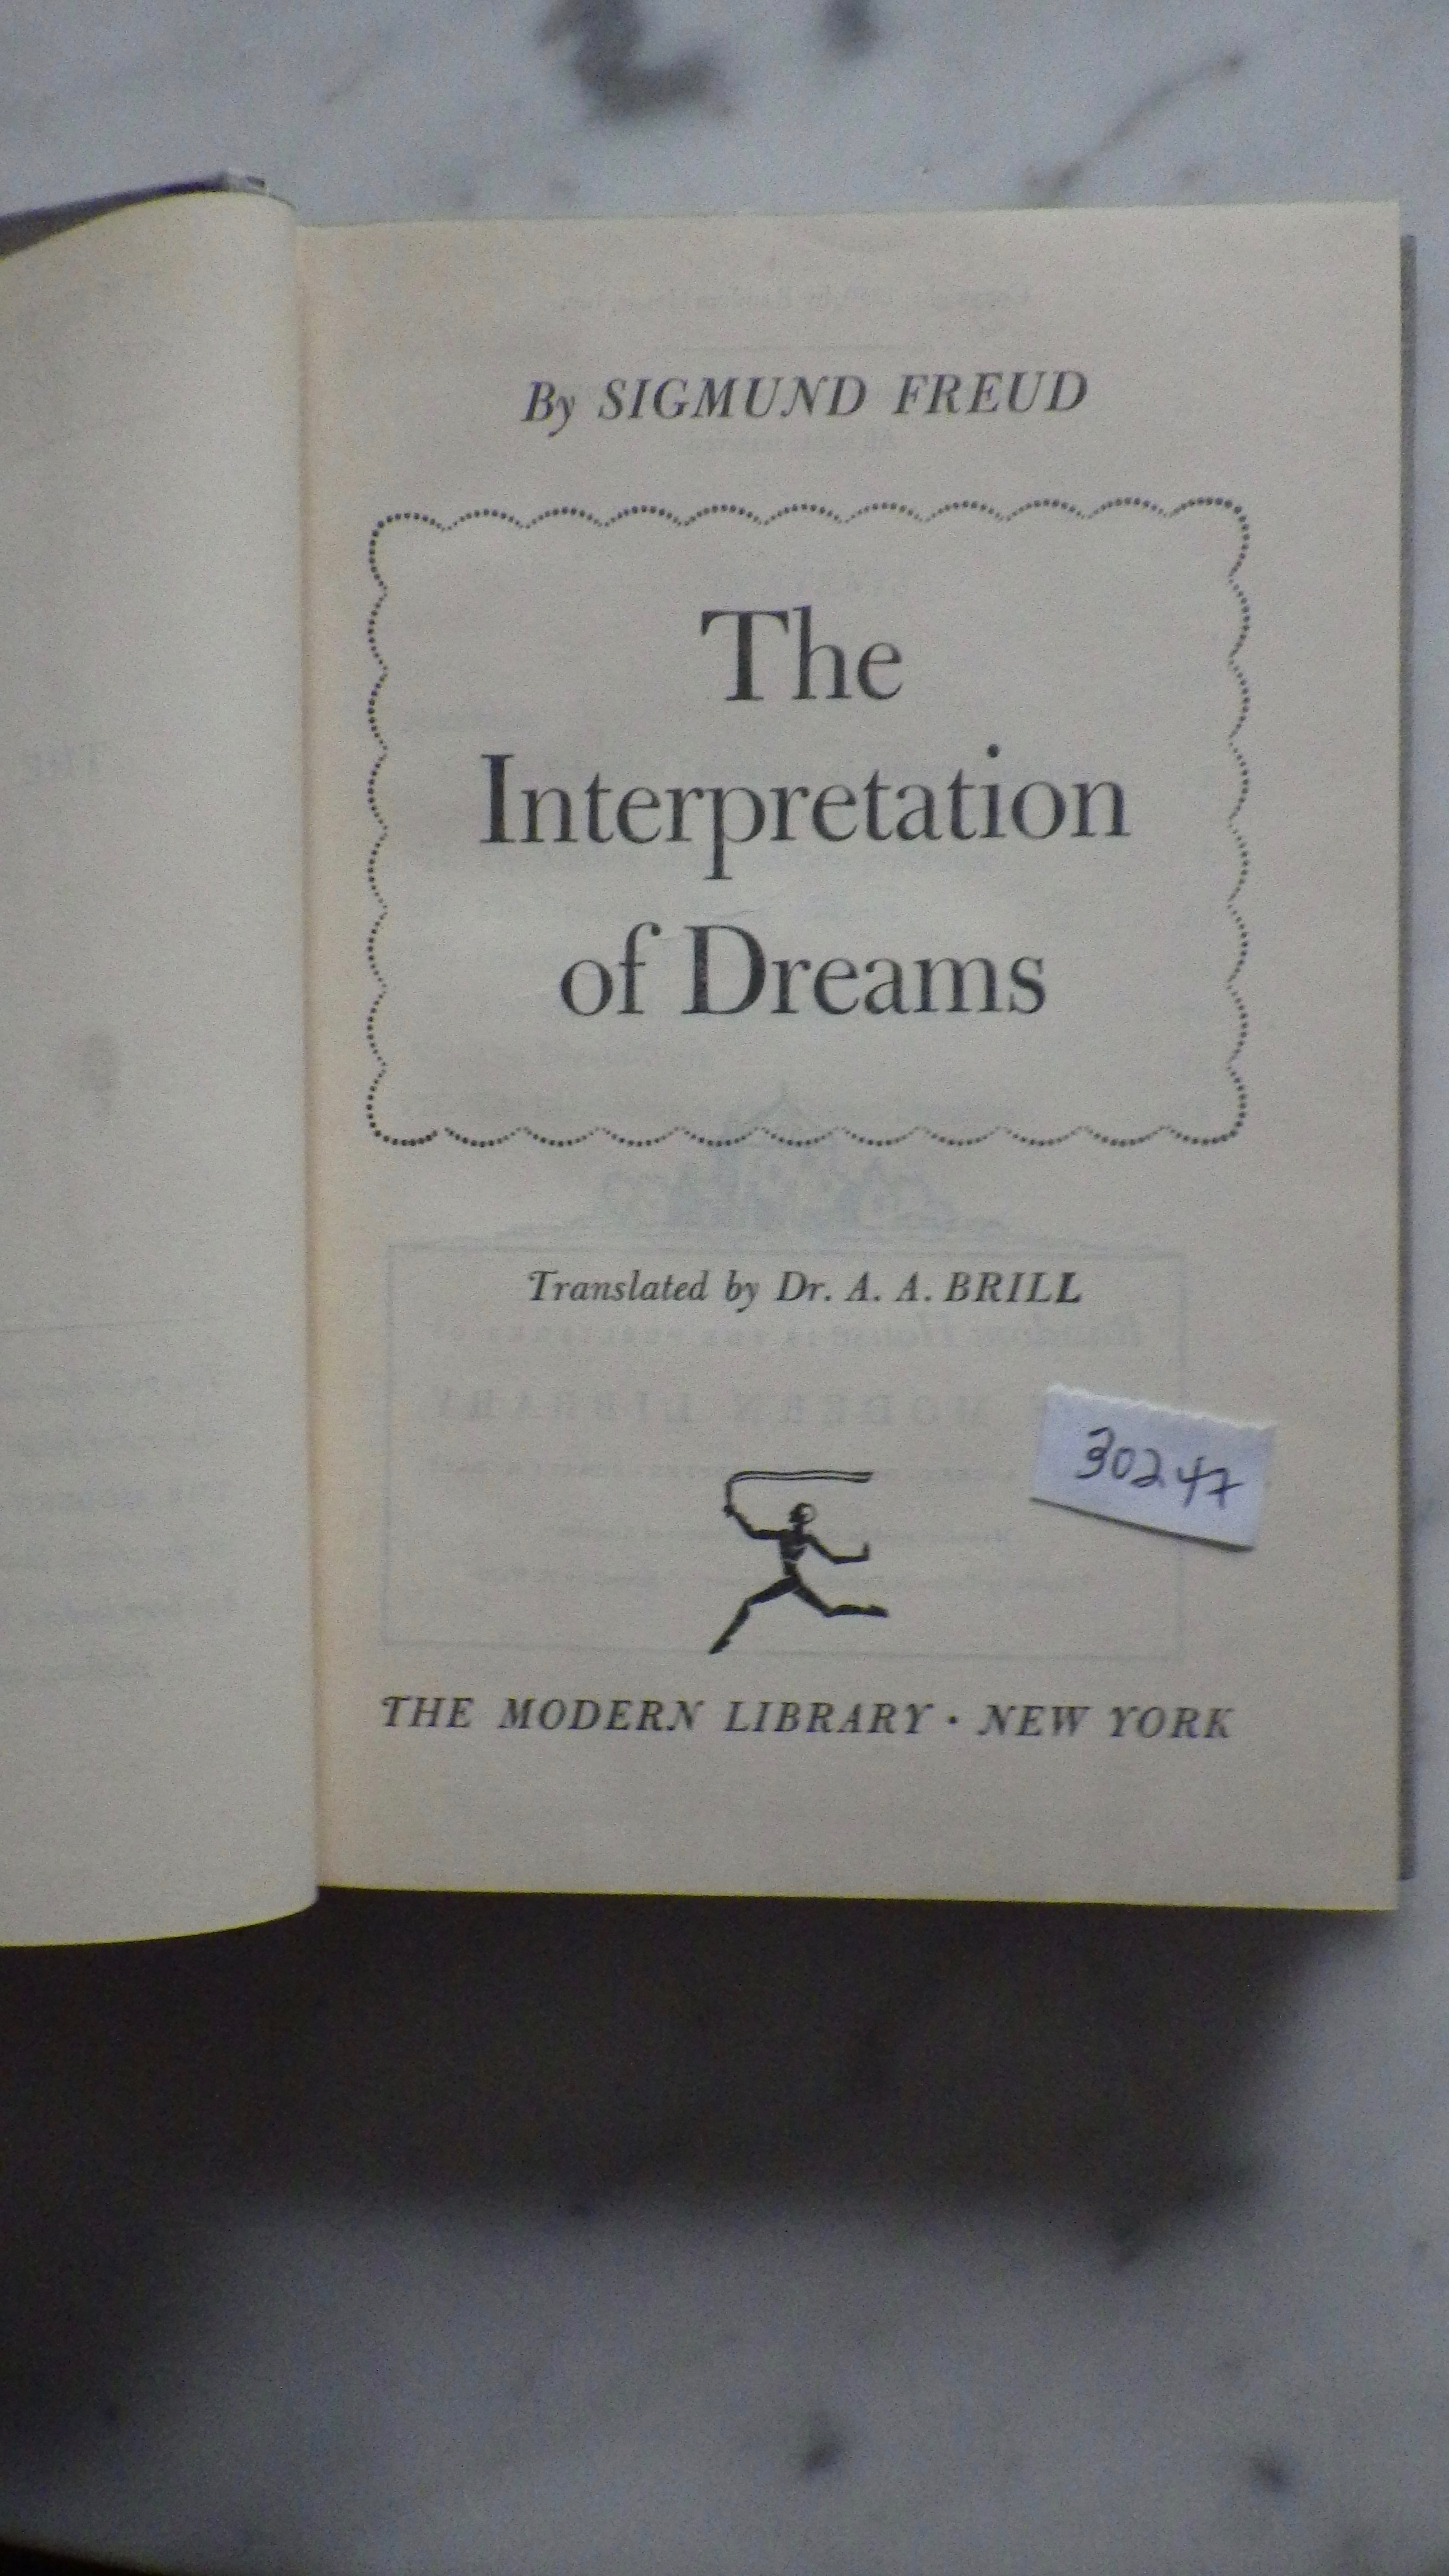 By SIGMUND FREUD
The
Interpretation
of Dreams
Translated by Dr. A. A. BRILL
30247
THE MODERN LIBRARY · NEW YORK